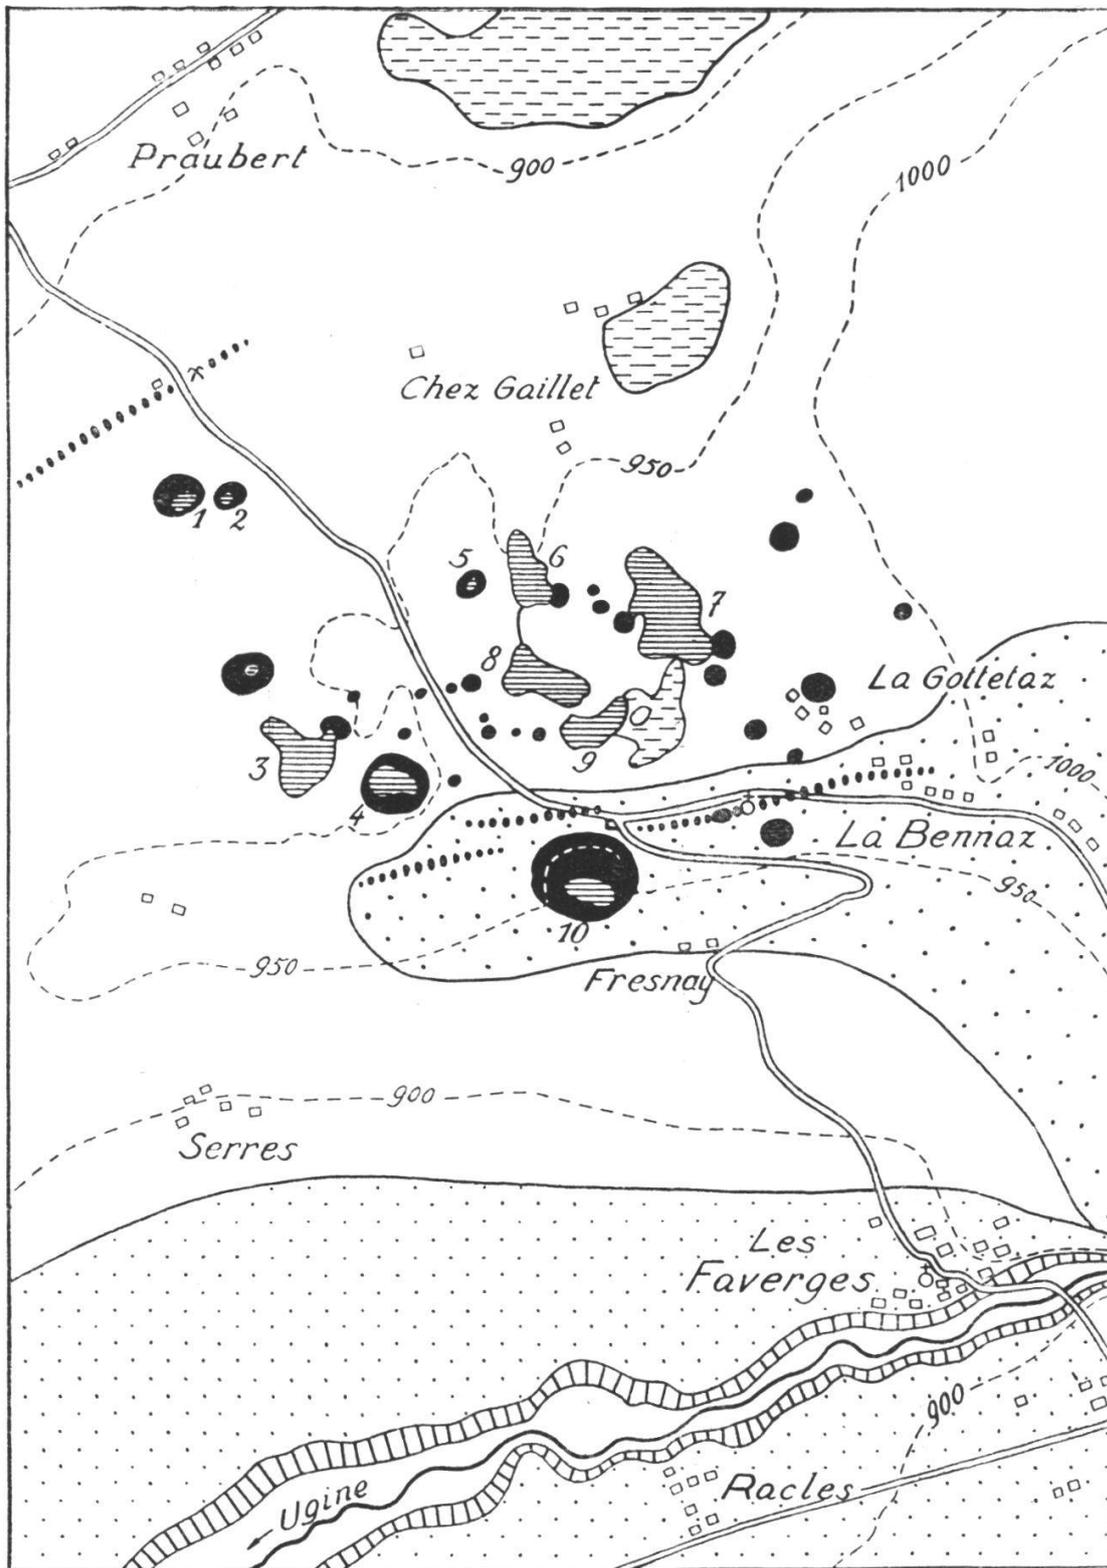 Praubert
900
1000
Chez Gaillet
950
1
2
5
6
7
8
La Gottetaz
3
9
4
1000
La Bennaz
950
10
950
Fresnay
900
Serres
Les
Faverges
900
Racles
Ugine